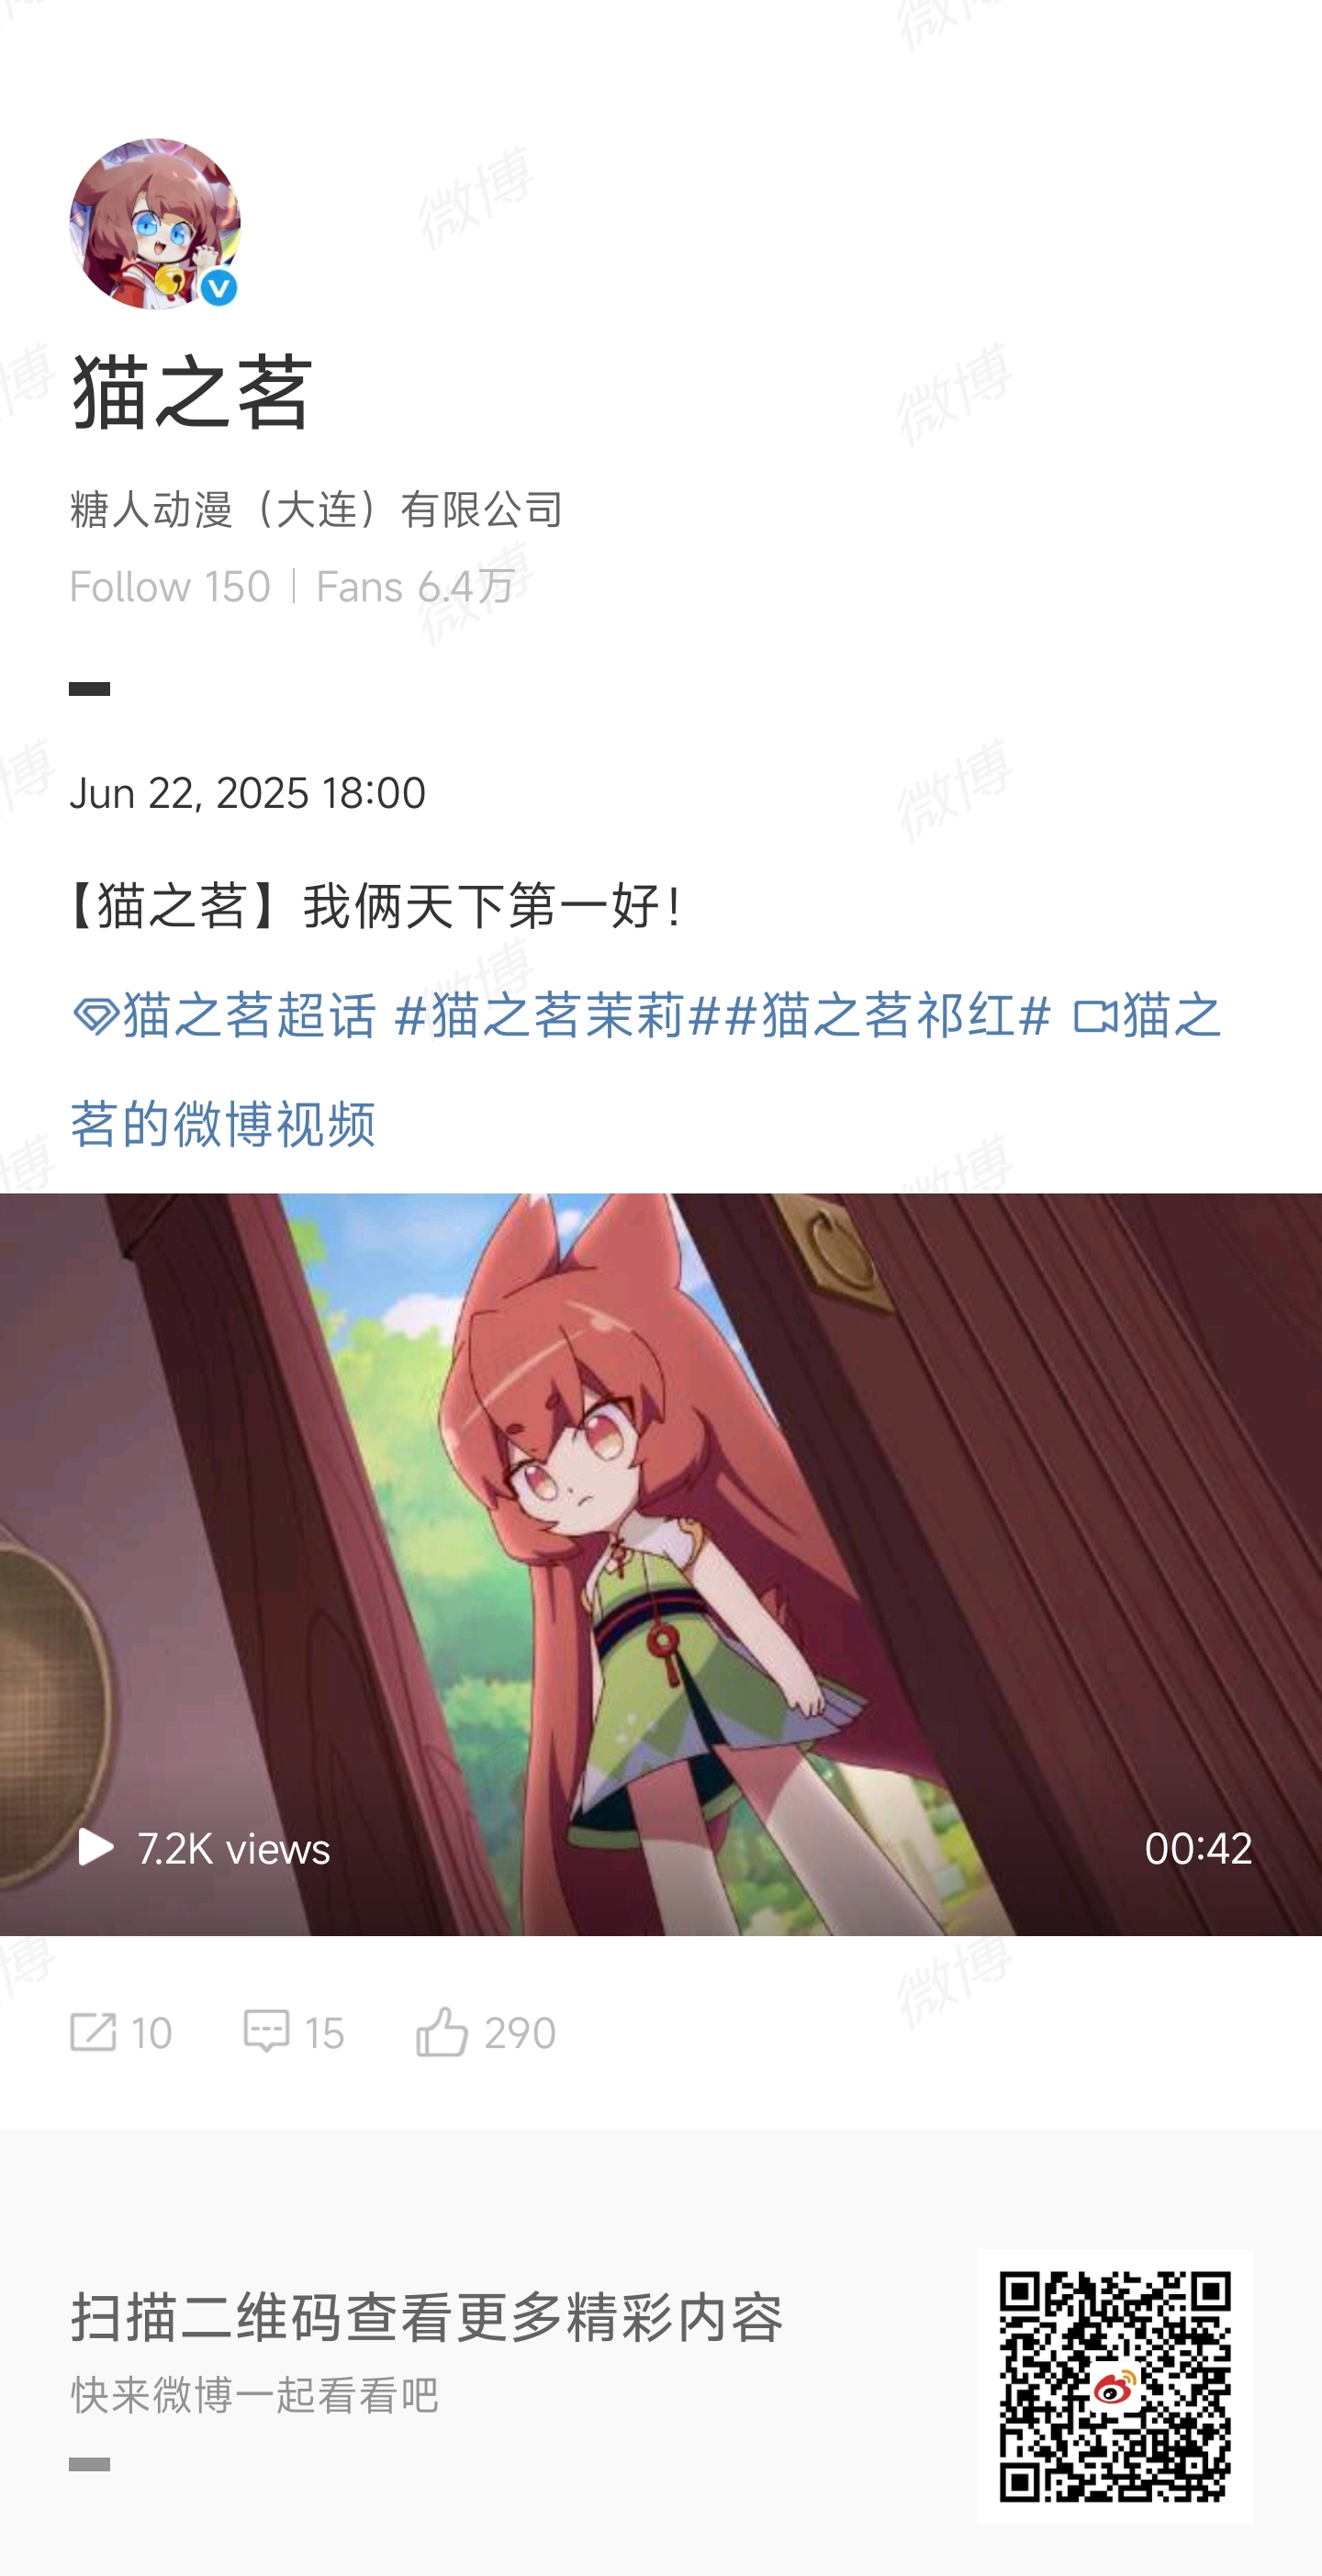 猫之茗
糖人动漫（大连）有限公司
Follow 150 | Fans 6.4万
Jun 22, 2025 18:00
【猫之茗】我俩天下第一好！
猫之茗超话 #猫之茗茉莉##猫之茗祁红# 猫之
茗的微博视频
7.2K views
00:42
10 15 290
扫描二维码查看更多精彩内容
快来微博一起看看吧
微博